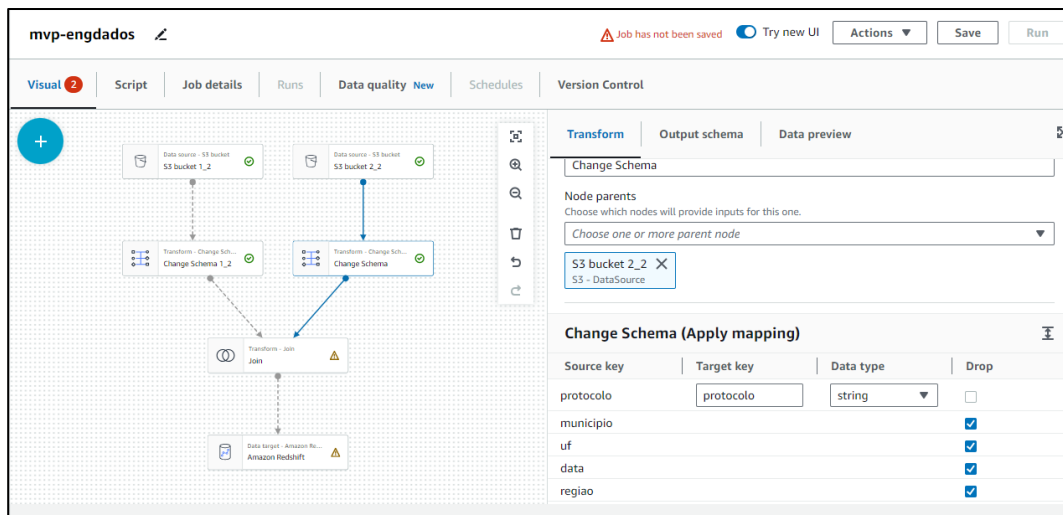 mvp-engdados
Job has not been saved
Try new UI
Actions
Save
Run
Visual 2
Script
Job details
Runs
Data quality New
Schedules
Version Control
Data source - S3 bucket
S3 bucket 1_2
Data source - S3 bucket
S3 bucket 2_2
Transform - Change Sch...
Change Schema 1_2
Transform - Change Sch...
Change Schema
Transform - Join
Join
Data target - Amazon Re...
Amazon Redshift
Transform
Output schema
Data preview
Change Schema
Node parents
Choose which nodes will provide inputs for this one.
Choose one or more parent node
S3 bucket 2_2
S3 - DataSource
Change Schema (Apply mapping)
Source key
Target key
Data type
Drop
protocolo
protocolo
string
municipio
uf
data
regiao